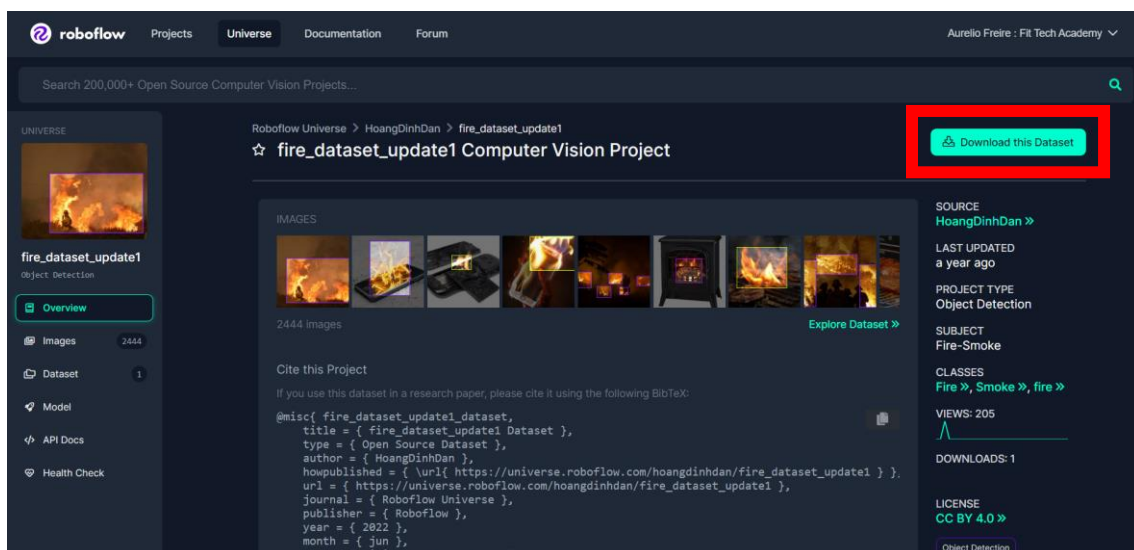 roboflow
Projects
Universe
Documentation
Forum
Aurelio Freire : Fit Tech Academy
Search 200,000+ Open Source Computer Vision Projects...
UNIVERSE
fire_dataset_update1
Object Detection
Overview
Images 2444
Dataset 1
Model
API Docs
Health Check
Roboflow Universe > HoangDinhDan > fire_dataset_update1
fire_dataset_update1 Computer Vision Project
IMAGES
2444 images
Explore Dataset »
Cite this Project
If you use this dataset in a research paper, please cite it using the following BibTeX:
@misc{ fire_dataset_update1_dataset,
title = { fire_dataset_update1 Dataset },
type = { Open Source Dataset },
author = { HoangDinhDan },
howpublished = { \url{ https://universe.roboflow.com/hoangdinhdan/fire_dataset_update1 } },
url = { https://universe.roboflow.com/hoangdinhdan/fire_dataset_update1 },
journal = { Roboflow Universe },
publisher = { Roboflow },
year = { 2022 },
month = { jun },
Download this Dataset
SOURCE
HoangDinhDan »
LAST UPDATED
a year ago
PROJECT TYPE
Object Detection
SUBJECT
Fire-Smoke
CLASSES
Fire », Smoke », fire »
VIEWS: 205
DOWNLOADS: 1
LICENSE
CC BY 4.0 »
Object Detection